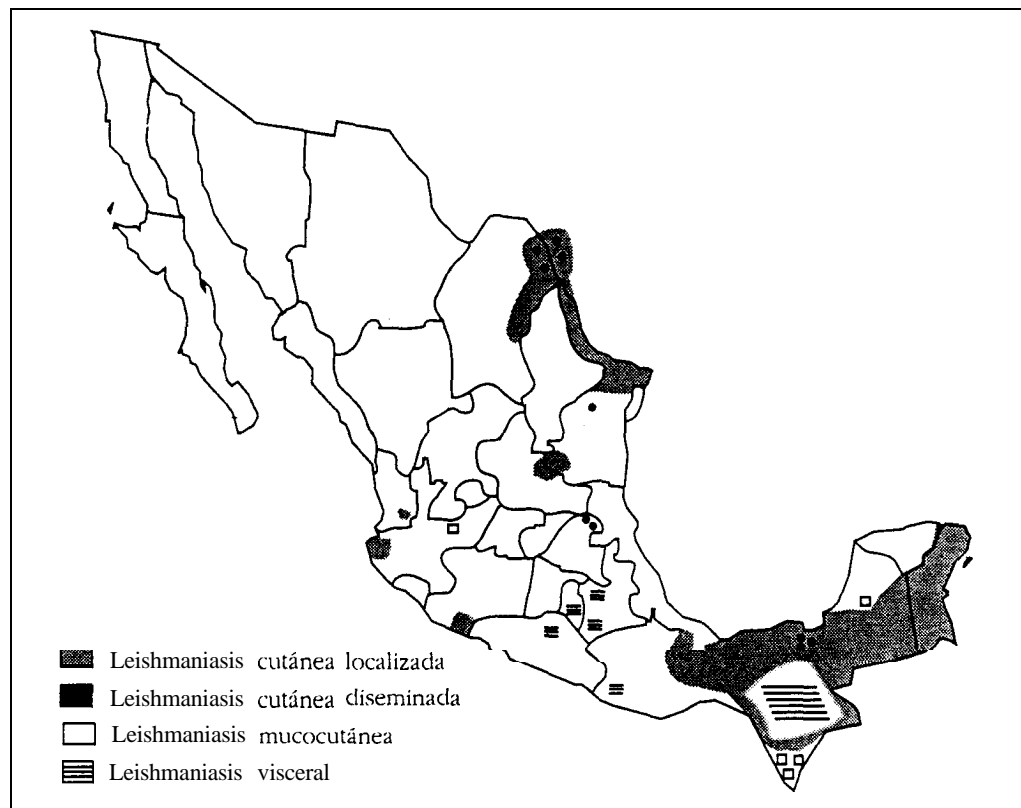 Leishmaniasis cutánea localizada
Leishmaniasis cutánea diseminada
Leishmaniasis mucocutánea
Leishmaniasis visceral